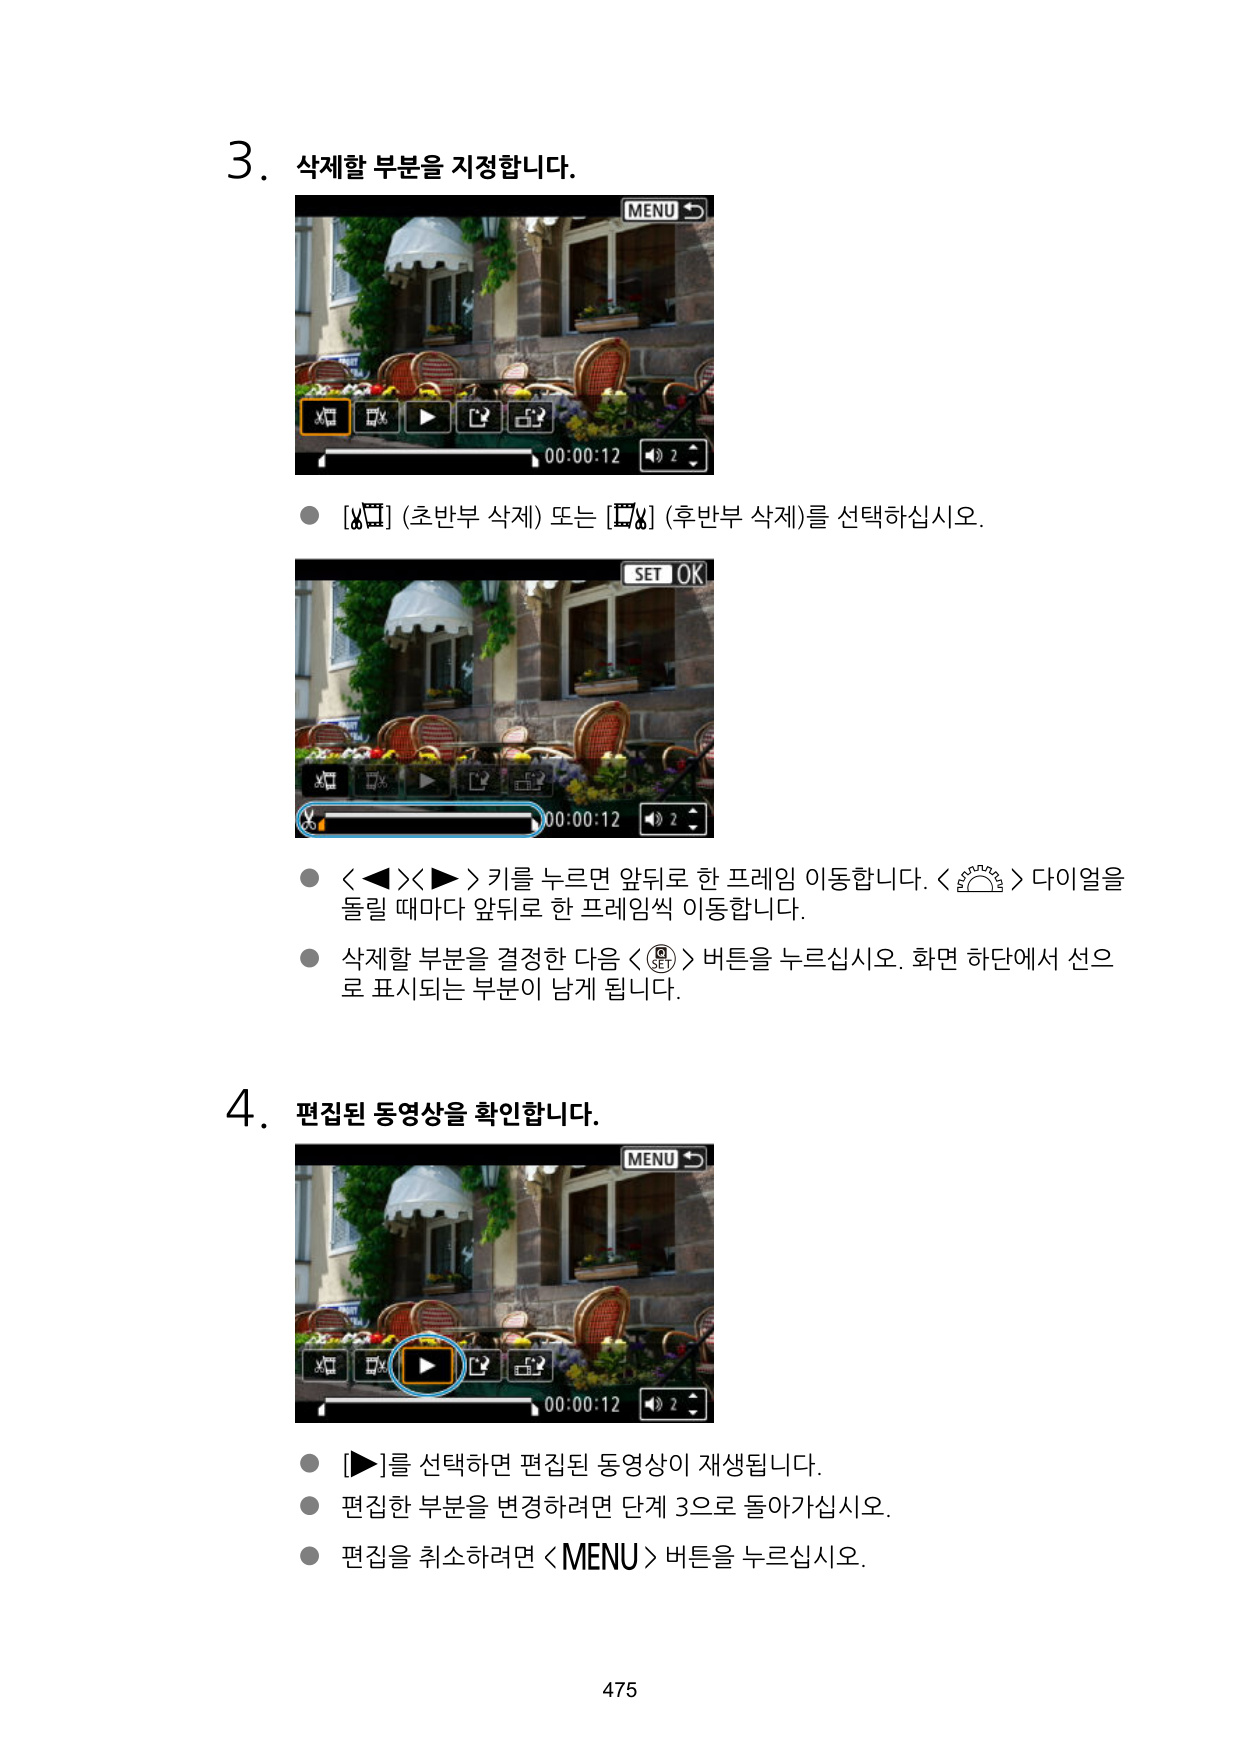 3. 삭제할 부분을 지정합니다.
MENU
00:00:12 2
[] (초반부 삭제) 또는 [] (후반부 삭제)를 선택하십시오.
SET OK
00:00:12 2
● <◀><▶> 키를 누르면 앞뒤로 한 프레임 이동합니다. < > 다이얼을
돌릴 때마다 앞뒤로 한 프레임씩 이동합니다.
● 삭제할 부분을 결정한 다음 <SET> 버튼을 누르십시오. 화면 하단에서 선으
로 표시되는 부분이 남게 됩니다.
4. 편집된 동영상을 확인합니다.
MENU
00:00:12 2
● [▶]를 선택하면 편집된 동영상이 재생됩니다.
● 편집한 부분을 변경하려면 단계 3으로 돌아가십시오.
● 편집을 취소하려면 <MENU> 버튼을 누르십시오.
475